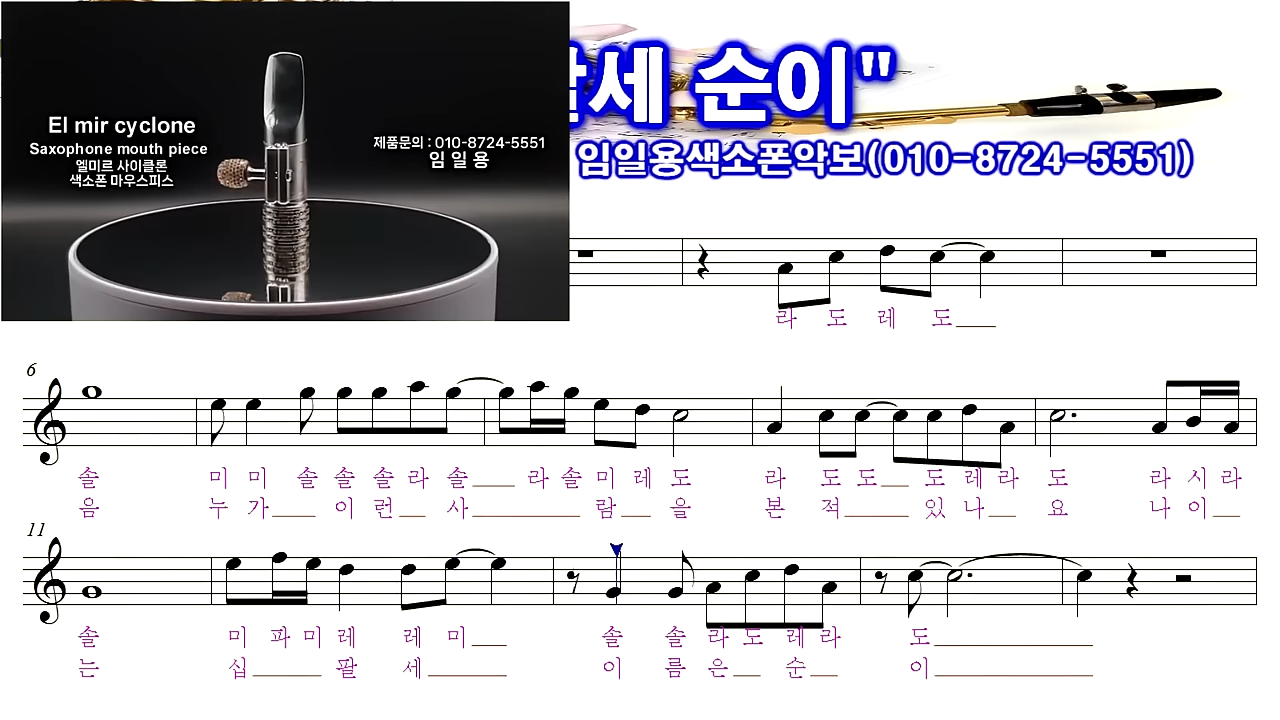 세 순이"
El mir cyclone
Saxophone mouth piece
엘미르 사이클론
색소폰 마우스피스
제품문의 : 010-8724-5551
임 일 용
임일용색소폰악보(010-8724-5551)
라 도 레 도
6
솔 미 미 솔 솔 솔 라 솔 라 솔 미 레 도 라 도 도 도 레 라 도 라 시 라
음 누 가 이 런 사 람 을 본 적 있 나 요 나 이
11
솔 미 파 미 레 레 미 솔 솔 라 도 레 라 도
는 십 팔 세 이 름 은 순 이